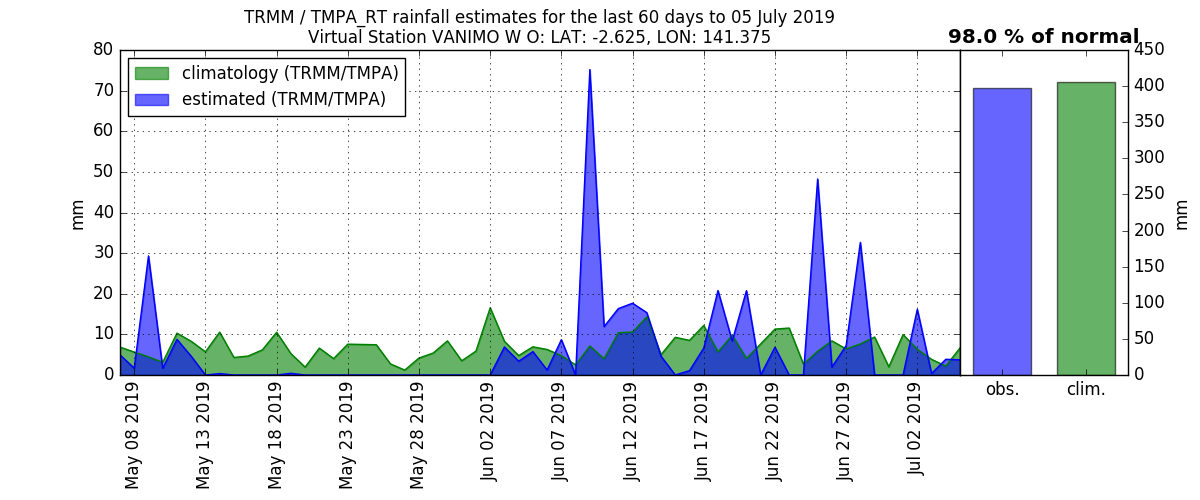 TRMM / TMPA_RT rainfall estimates for the last 60 days to 05 July 2019
Virtual Station VANIMO W O: LAT: -2.625, LON: 141.375
98.0 % of normal
climatology (TRMM/TMPA)
estimated (TRMM/TMPA)
mm
80
70
60
50
40
30
20
10
0
May 08 2019
May 13 2019
May 18 2019
May 23 2019
May 28 2019
Jun 02 2019
Jun 07 2019
Jun 12 2019
Jun 17 2019
Jun 22 2019
Jun 27 2019
Jul 02 2019
450
400
350
300
250
200
150
100
50
0
mm
obs.
clim.